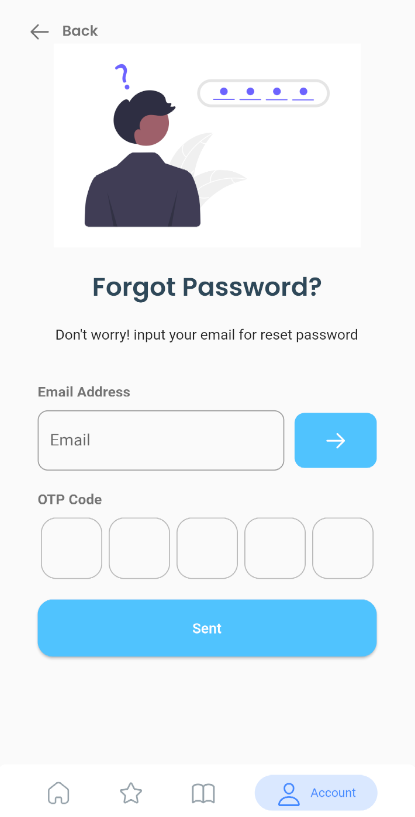 Back
?
Forgot Password?
Don't worry! input your email for reset password
Email Address
Email
OTP Code
Sent
Account